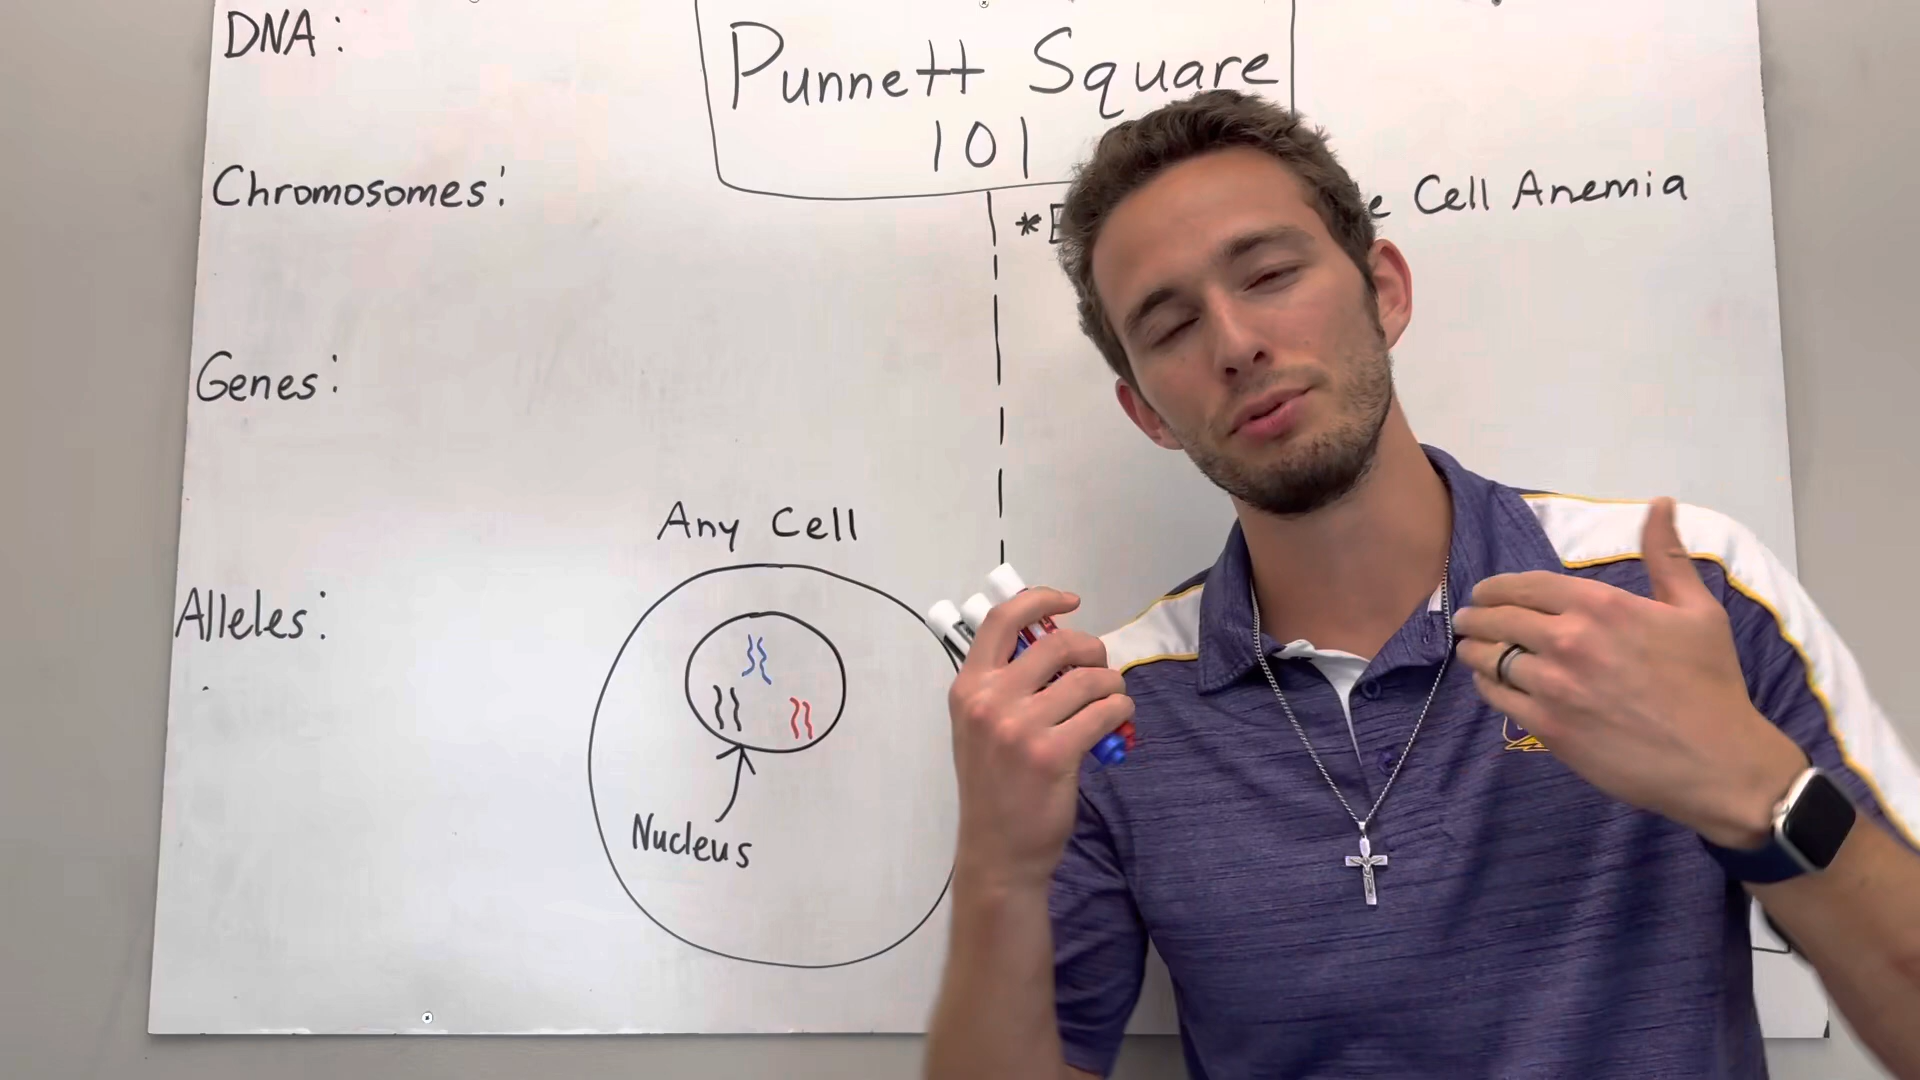 DNA:
Punnett Square
101
Chromosomes:
Cell Anemia
Genes:
Any Cell
Alleles:
Nucleus